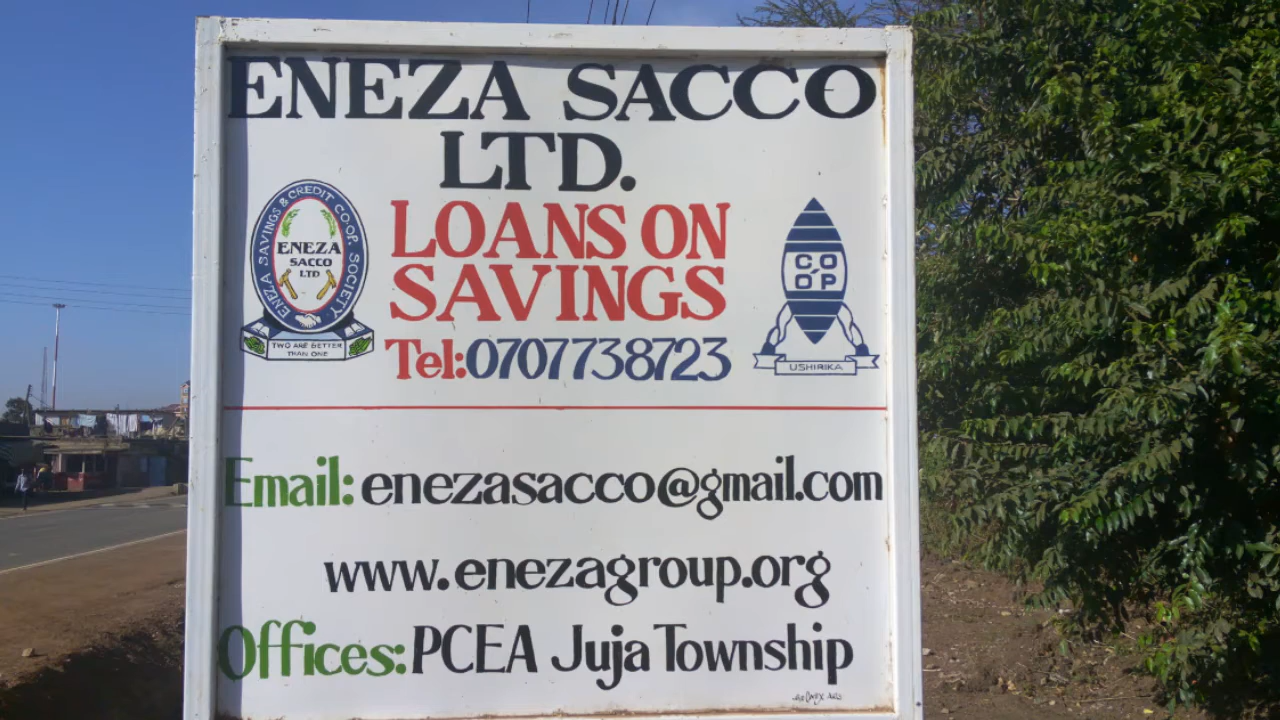 ENEZA SACCO
LTD.
ENEZA SAVINGS & CREDIT CO-OP. SOCIETY
ENEZA
SACCO
LTD
TWO ARE BETTER
THAN ONE
LOANS ON
SAVINGS
Tel:0707738723
CO
O'P
USHIRIKA
Email: enezasacco@gmail.com
www.enezagroup.org
Offices: PCEA Juja Township